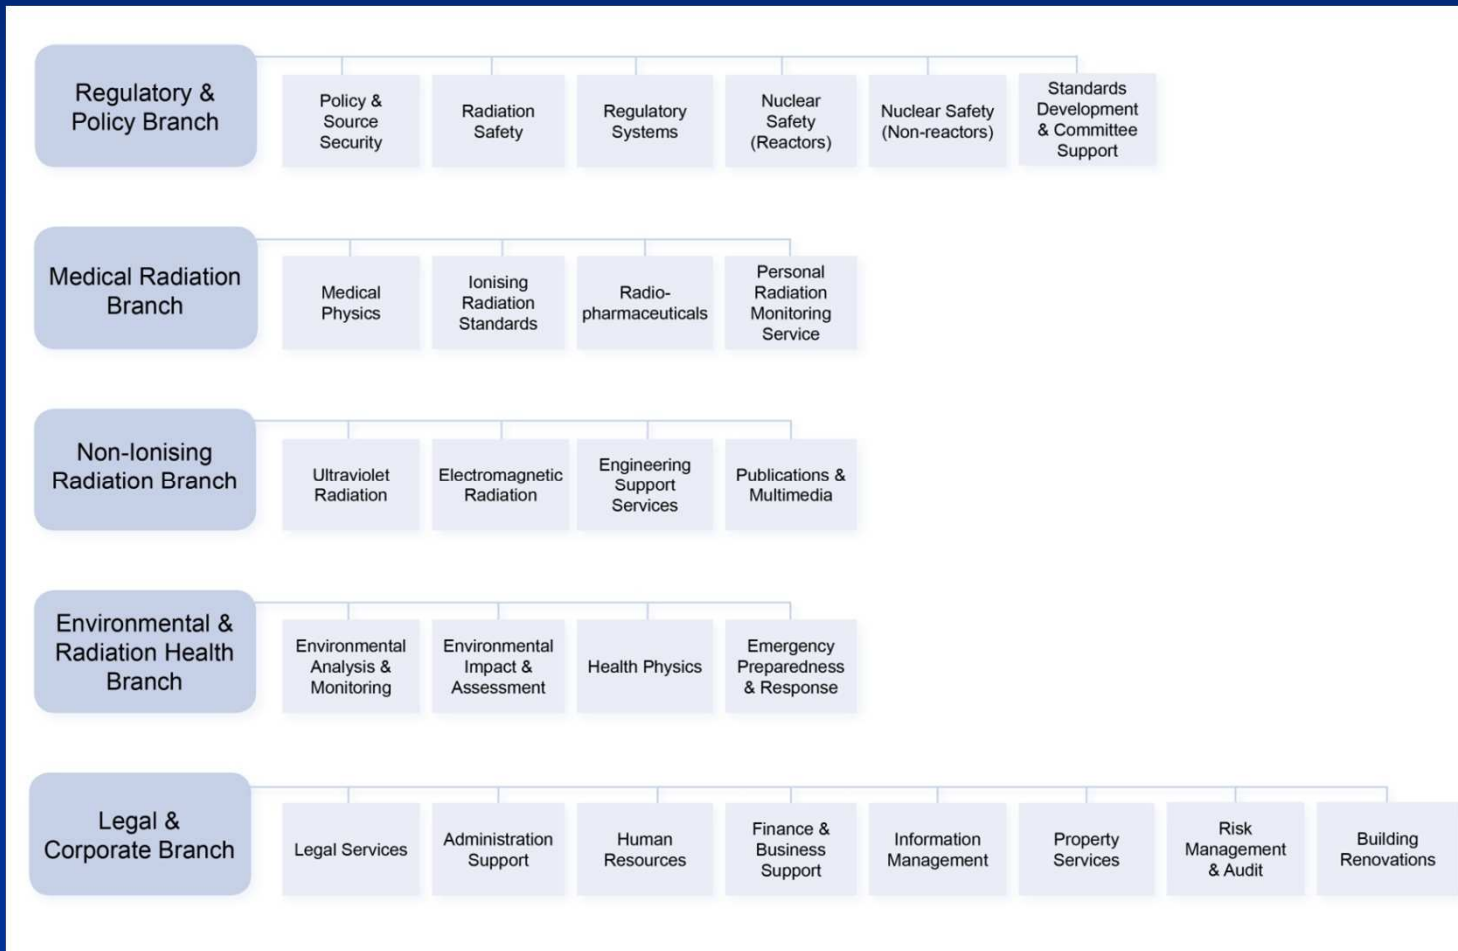 Regulatory &
Policy Branch
Policy &
Source
Security
Radiation
Safety
Regulatory
Systems
Nuclear
Safety
(Reactors)
Nuclear Safety
(Non-reactors)
Standards
Development
& Committee
Support
Medical Radiation
Branch
Medical
Physics
Ionising
Radiation
Standards
Radio-
pharmaceuticals
Personal
Radiation
Monitoring
Service
Non-Ionising
Radiation Branch
Ultraviolet
Radiation
Electromagnetic
Radiation
Engineering
Support
Services
Publications &
Multimedia
Environmental &
Radiation Health
Branch
Environmental
Analysis &
Monitoring
Environmental
Impact &
Assessment
Health Physics
Emergency
Preparedness
& Response
Legal &
Corporate Branch
Legal Services
Administration
Support
Human
Resources
Finance &
Business
Support
Information
Management
Property
Services
Risk
Management
& Audit
Building
Renovations